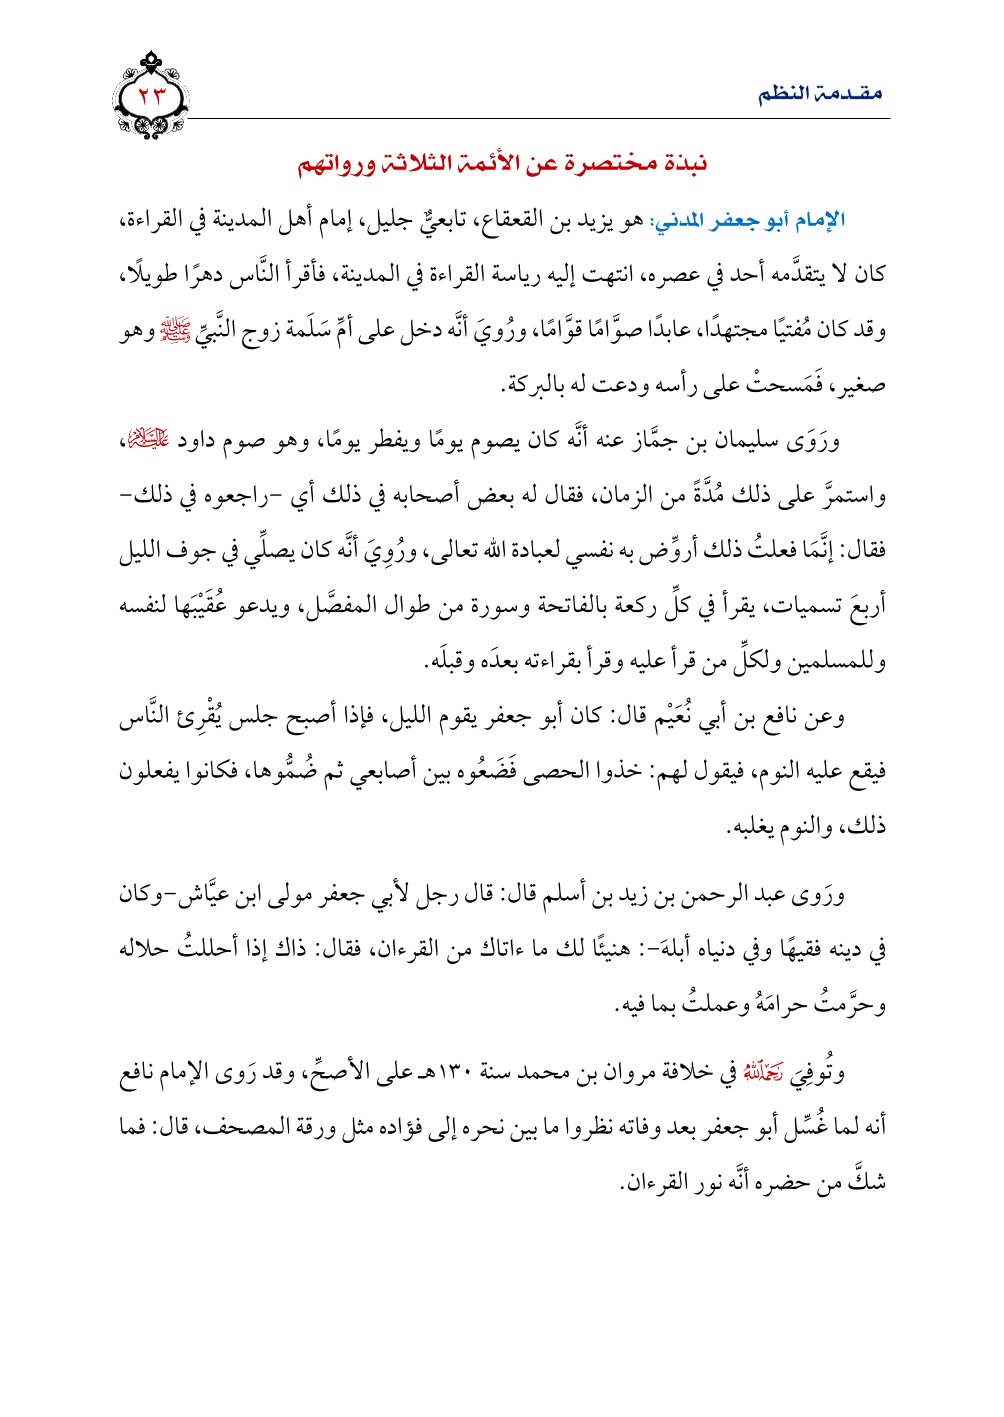 مقدمة النظم
٢٣
نبذة مختصرة عن الأئمة الثلاثة ورواتهم
الإمام أبو جعفر المدني: هو يزيد بن القعقاع، تابعيٌّ جليل، إمام أهل المدينة في القراءة،
كان لا يتقدَّمه أحد في عصره، انتهت إليه رياسة القراءة في المدينة، فأقرأ النَّاس دهرًا طويلًا،
وقد كان مُفتيًا مجتهدًا، عابدًا صوَّامًا قوَّامًا، ورُويَ أنَّه دخل على أمِّ سَلَمة زوج النَّبيِّ ﷺ وهو
صغير، فَمَسحتْ على رأسه ودعت له بالبركة.
ورَوَى سليمان بن جمَّاز عنه أنَّه كان يصوم يومًا ويفطر يومًا، وهو صوم داود عليه السلام،
واستمرَّ على ذلك مُدَّةً من الزمان، فقال له بعض أصحابه في ذلك أي -راجعوه في ذلك-
فقال: إنَّمَا فعلتُ ذلك أروِّض به نفسي لعبادة الله تعالى، ورُوِيَ أنَّه كان يصلِّي في جوف الليل
أربعَ تسميات، يقرأ في كلِّ ركعة بالفاتحة وسورة من طوال المفصَّل، ويدعو عُقَيْبَها لنفسه
وللمسلمين ولكلِّ من قرأ عليه وقرأ بقراءته بعدَه وقبلَه.
وعن نافع بن أبي نُعَيْم قال: كان أبو جعفر يقوم الليل، فإذا أصبح جلس يُقْرِئ النَّاس
فيقع عليه النوم، فيقول لهم: خذوا الحصى فَضَعُوه بين أصابعي ثم ضُمُّوها، فكانوا يفعلون
ذلك، والنوم يغلبه.
ورَوى عبد الرحمن بن زيد بن أسلم قال: قال رجل لأبي جعفر مولى ابن عيَّاش-وكان
في دينه فقيهًا وفي دنياه أبلهَ-: هنيئًا لك ما ءاتاك من القرءان، فقال: ذاك إذا أحللتُ حلاله
وحرَّمتُ حرامَهُ وعملتُ بما فيه.
وتُوفِيَ رحمه الله في خلافة مروان بن محمد سنة ١٣٠هـ على الأصحِّ، وقد رَوى الإمام نافع
أنه لما غُسِّل أبو جعفر بعد وفاته نظروا ما بين نحره إلى فؤاده مثل ورقة المصحف، قال: فما
شكَّ من حضره أنَّه نور القرءان.